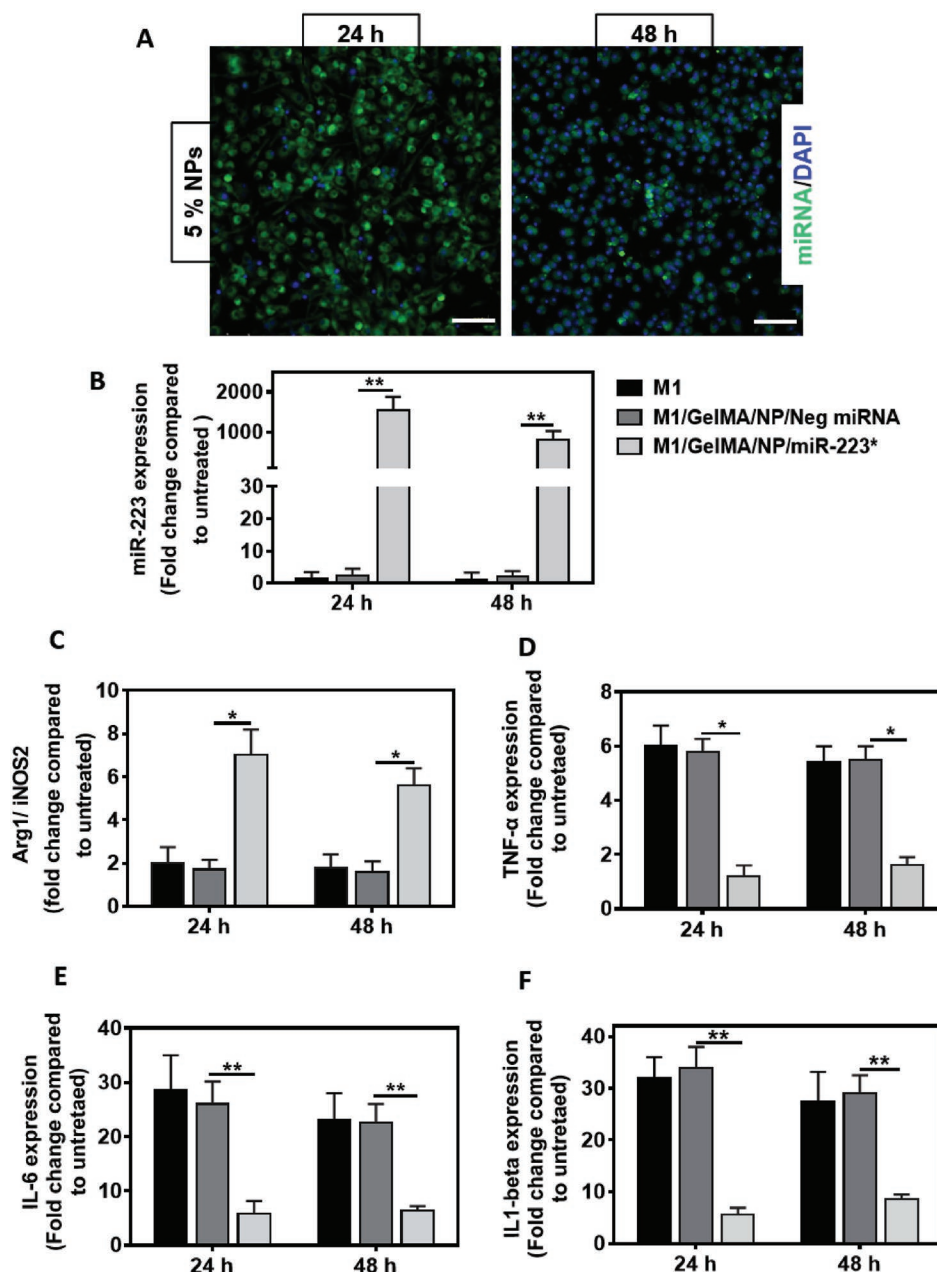 A
24 h
48 h
5 % NPs
miRNA/DAPI
B
miR-223 expression
(Fold change compared
to untreated )
2000
1000
30
20
10
0
**
**
24 h
48 h
M1
M1/GelMA/NP/Neg miRNA
M1/GelMA/NP/miR-223*
C
Arg1/ iNOS2
(fold change compared
to untreated)
10
8
6
4
2
0
*
*
24 h
48 h
D
TNF-α expression
(Fold change compared
to untretaed)
8
6
4
2
0
*
*
24 h
48 h
E
IL-6 expression
(Fold change compared
to untretaed)
40
30
20
10
0
**
**
24 h
48 h
F
IL1-beta expression
(Fold change compared
to untretaed)
40
30
20
10
0
**
**
24 h
48 h